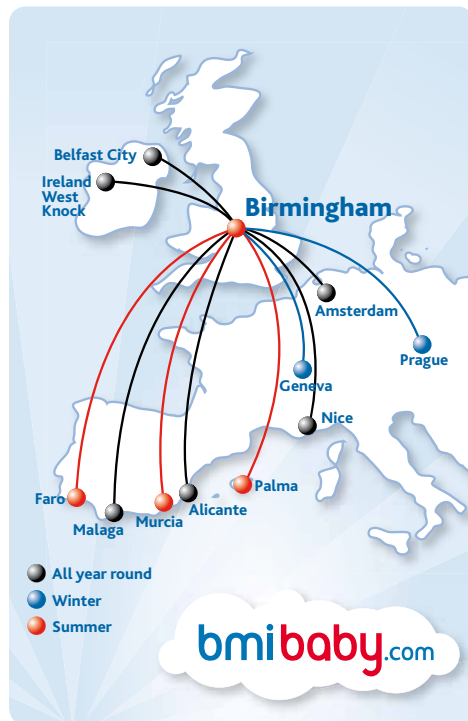 Belfast City
Ireland
West
Knock
Birmingham
Amsterdam
Prague
Geneva
Nice
Palma
Faro
Alicante
Murcia
Malaga
All year round
Winter
Summer
bmibaby.com